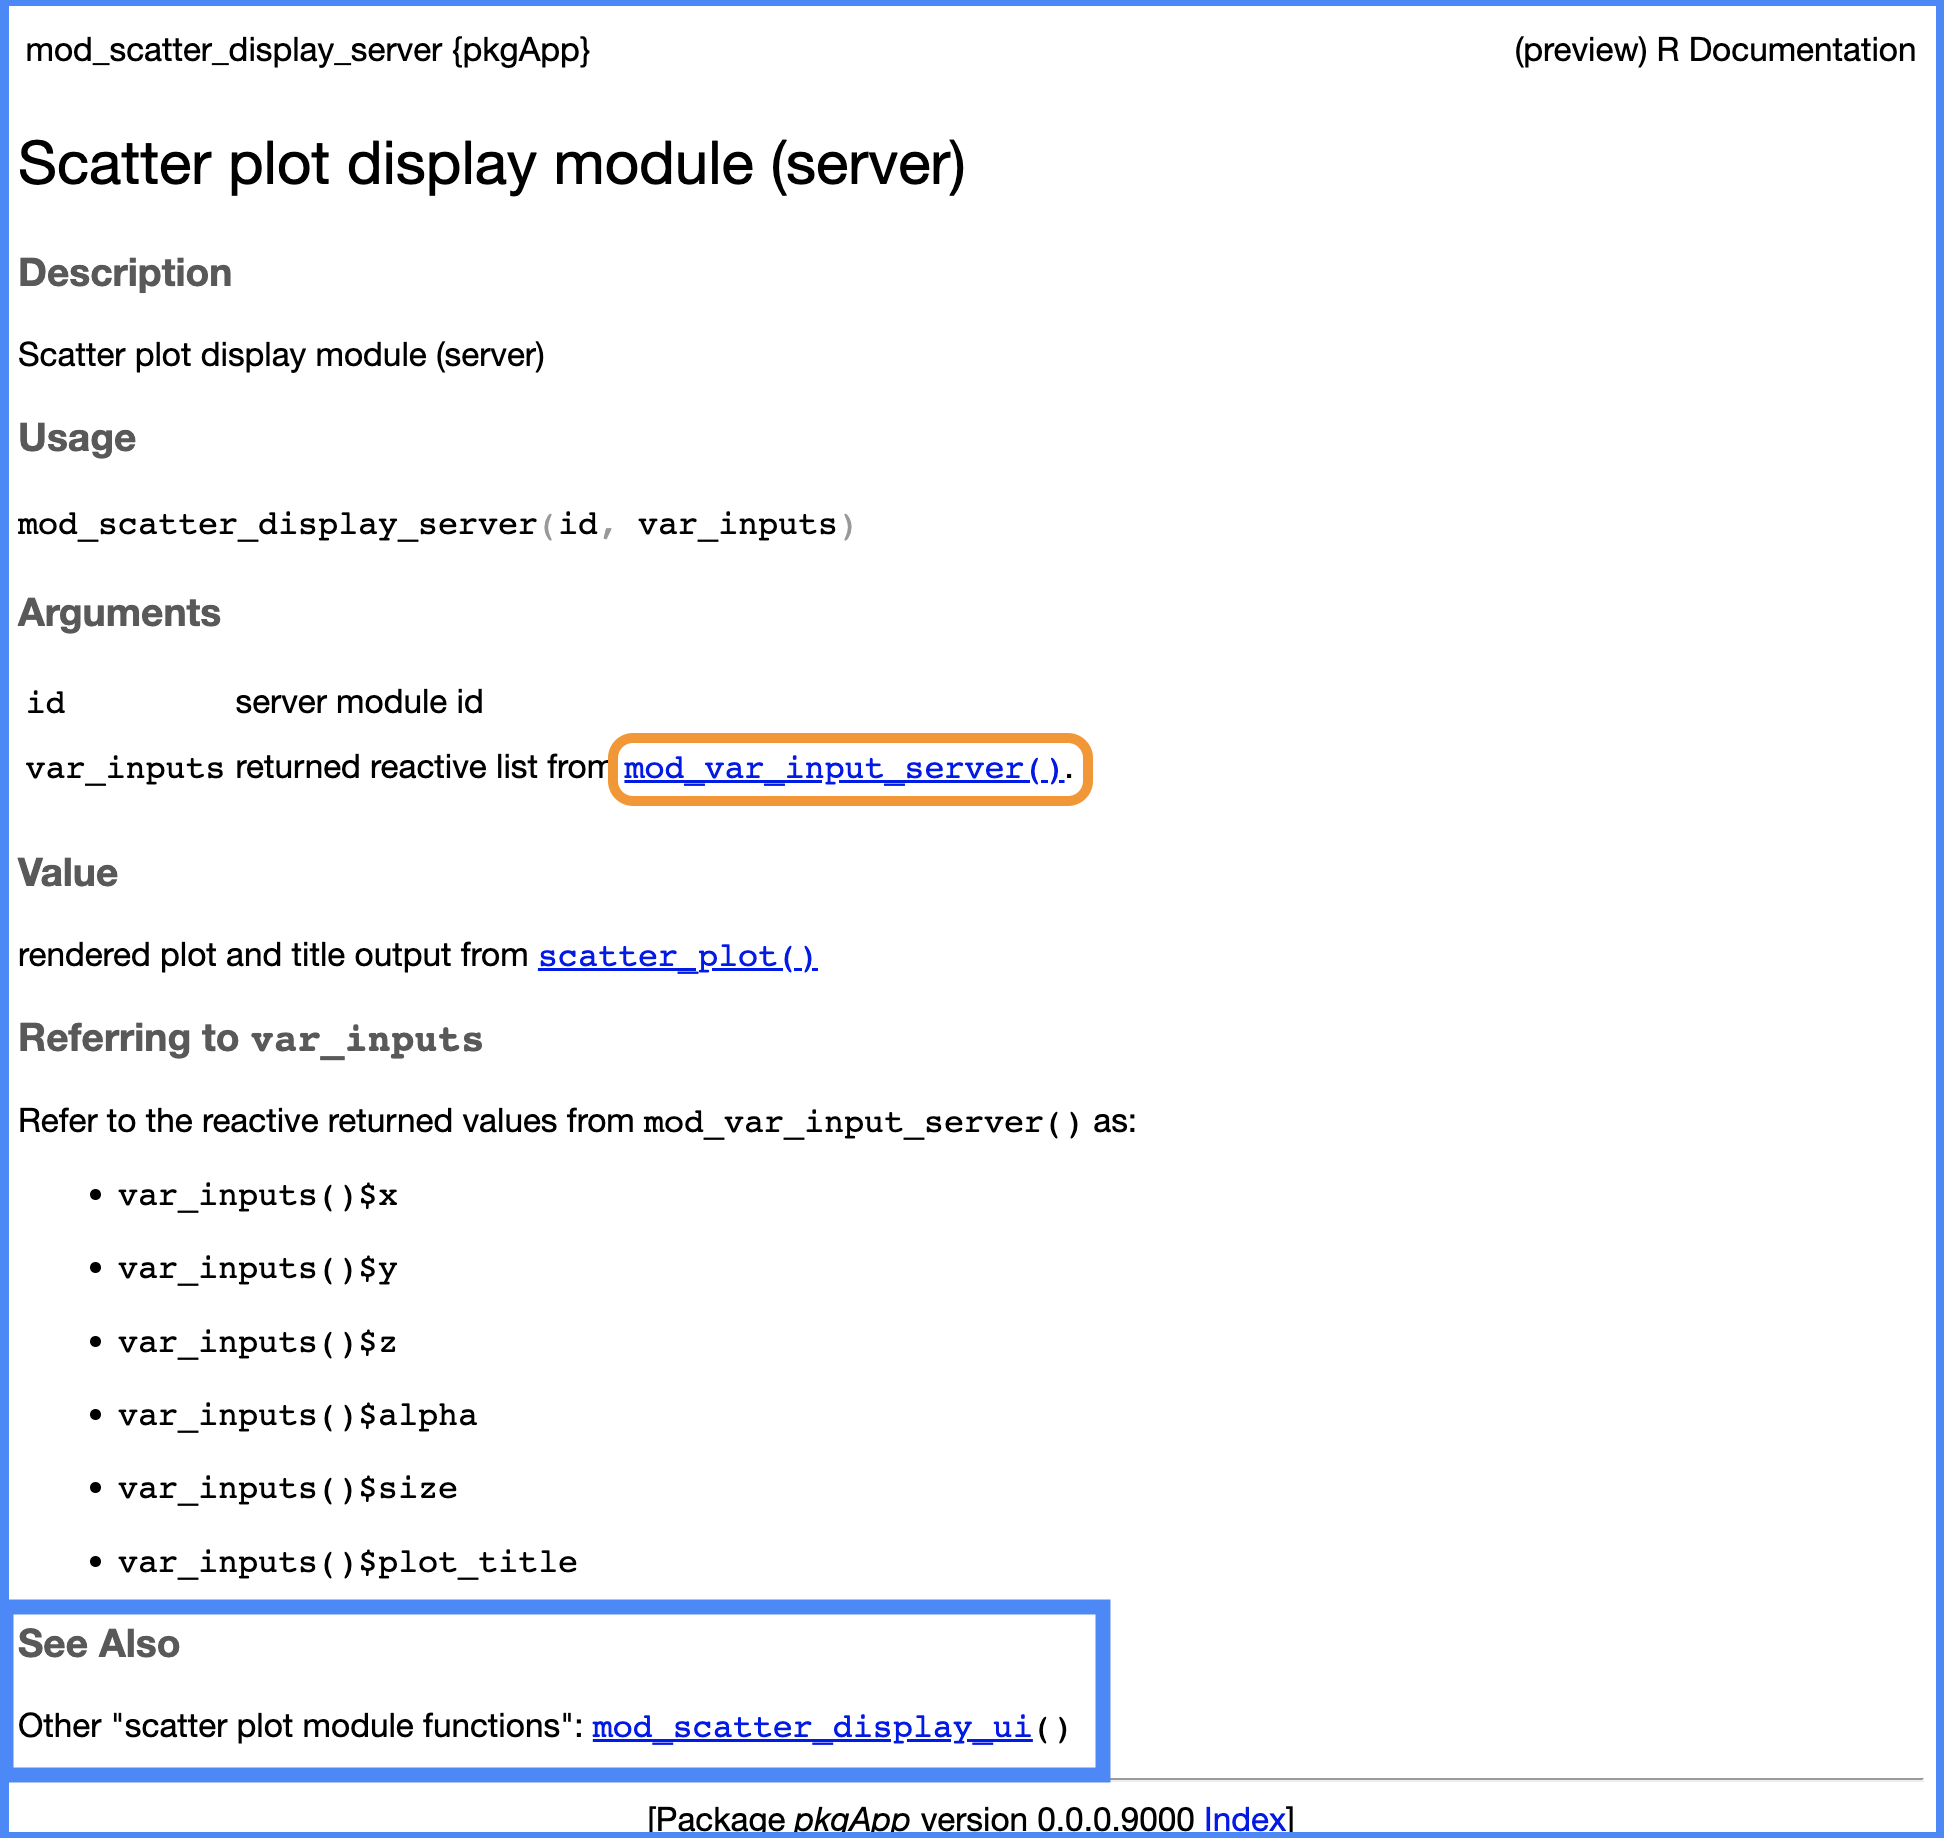 mod_scatter_display_server {pkgApp} (preview) R Documentation
Scatter plot display module (server)
Description
Scatter plot display module (server)
Usage
mod_scatter_display_server(id, var_inputs)
Arguments
id server module id
var_inputs returned reactive list from mod_var_input_server().
Value
rendered plot and title output from scatter_plot()
Referring to var_inputs
Refer to the reactive returned values from mod_var_input_server() as:
• var_inputs()$x
• var_inputs()$y
• var_inputs()$z
• var_inputs()$alpha
• var_inputs()$size
• var_inputs()$plot_title
See Also
Other "scatter plot module functions": mod_scatter_display_ui()
[Package pkgApp version 0.0.0.9000 Index]